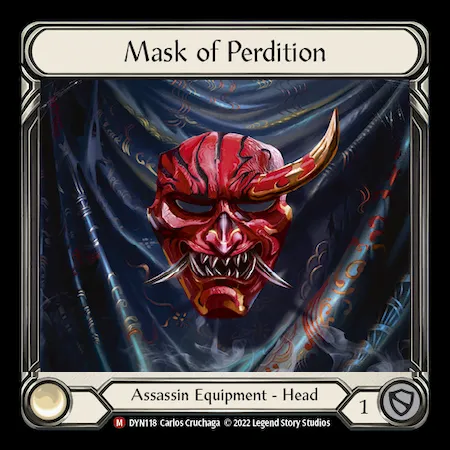 Mask of Perdition
Assassin Equipment - Head
1
M DYN118 Carlos Cruchaga © 2022 Legend Story Studios